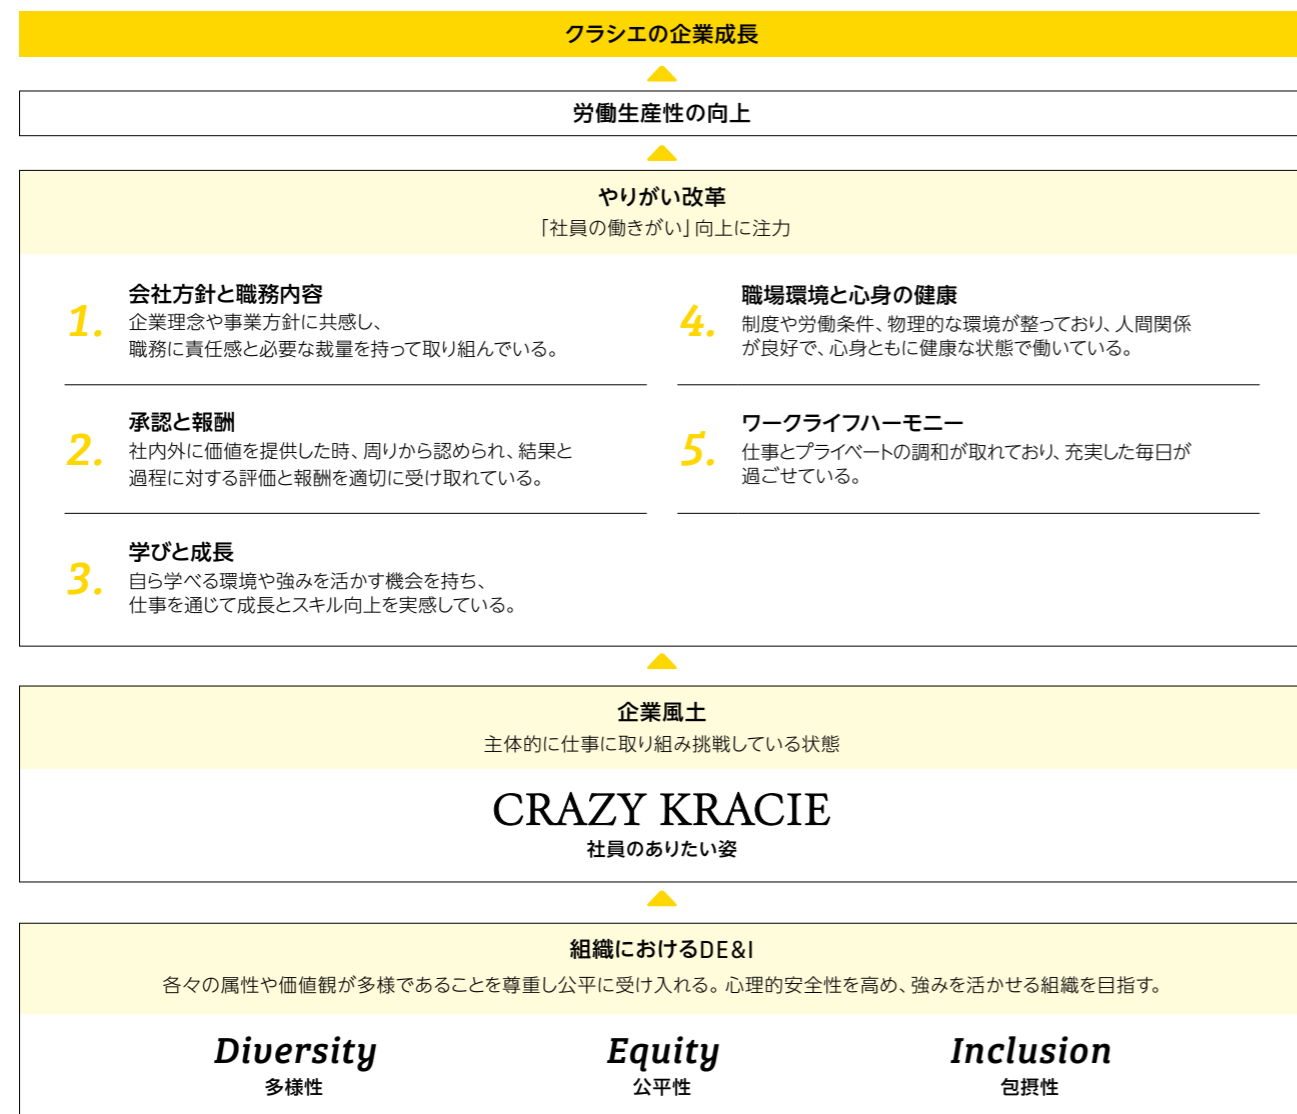 クラシエの企業成長
労働生産性の向上
やりがい改革
「社員の働きがい」向上に注力
1.
会社方針と職務内容
企業理念や事業方針に共感し、
職務に責任感と必要な裁量を持って取り組んでいる。
2.
承認と報酬
社内外に価値を提供した時、周りから認められ、結果と
過程に対する評価と報酬を適切に受け取れている。
3.
学びと成長
自ら学べる環境や強みを活かす機会を持ち、
仕事を通じて成長とスキル向上を実感している。
4.
職場環境と心身の健康
制度や労働条件、物理的な環境が整っており、人間関係
が良好で、心身ともに健康な状態で働いている。
5.
ワークライフハーモニー
仕事とプライベートの調和が取れており、充実した毎日が
過ごせている。
企業風土
主体的に仕事に取り組み挑戦している状態
CRAZY KRACIE
社員のありたい姿
組織におけるDE&I
各々の属性や価値観が多様であることを尊重し公平に受け入れる。心理的安全性を高め、強みを活かせる組織を目指す。
Diversity
多様性
Equity
公平性
Inclusion
包摂性